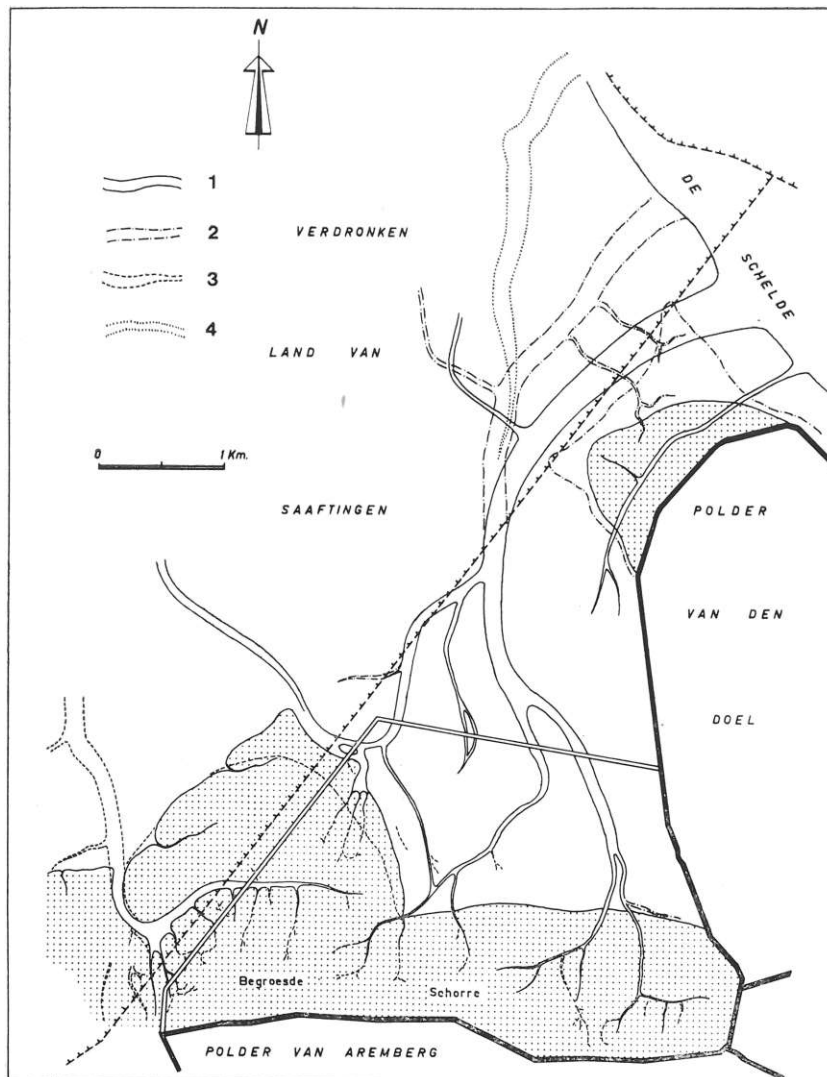 N
1
2
3
4
VERDRONKEN
LAND VAN
SAAFTINGEN
0 1 Km.
DE
SCHELDE
POLDER
VAN DEN
DOEL
Begroesde Schorre
POLDER VAN AREMBERG